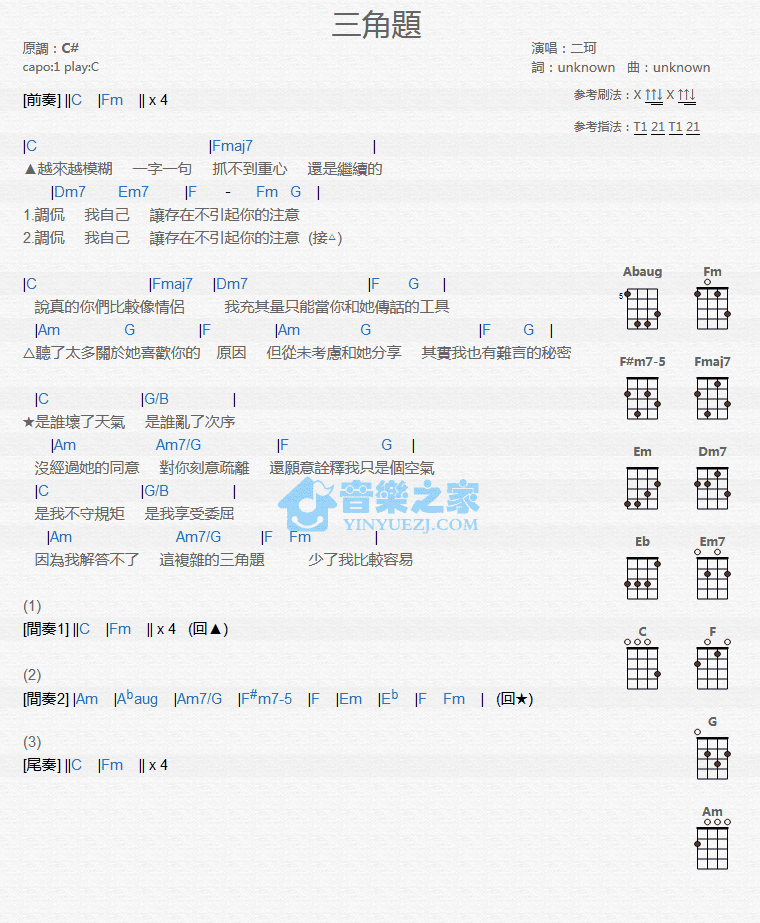 三角題
原調：C#
capo:1 play:C
演唱：二珂
詞：unknown 曲：unknown
參考刷法：X ↑↑↓ X ↑↑↓
參考指法：T1 21 T1 21
[前奏] ||C |Fm || x 4
|C |Fmaj7 |
▲越來越模糊 一字一句 抓不到重心 還是繼續的
|Dm7 Em7 |F - Fm G |
1.調侃 我自己 讓存在不引起你的注意
2.調侃 我自己 讓存在不引起你的注意 (接△)
|C |Fmaj7 |Dm7 |F G |
說真的你們比較像情侶 我充其量只能當你和她傳話的工具
|Am G |F |Am G |F G |
△聽了太多關於她喜歡你的 原因 但從未考慮和她分享 其實我也有難言的秘密
|C |G/B |
★是誰壞了天氣 是誰亂了次序
|Am Am7/G |F G |
沒經過她的同意 對你刻意疏離 還願意詮釋我只是個空氣
|C |G/B |
是我不守規矩 是我享受委屈
|Am Am7/G |F Fm |
因為我解答不了 這複雜的三角題 少了我比較容易
(1)
[間奏1] ||C |Fm || x 4 (回▲)
(2)
[間奏2] |Am |Abaug |Am7/G |F#m7-5 |F |Em |Eb |F Fm | (回★)
(3)
[尾奏] ||C |Fm || x 4
Abaug Fm
5
F#m7-5 Fmaj7
Em Dm7
Eb Em7
C F
G
Am
音樂之家
YINYUEZJ.COM